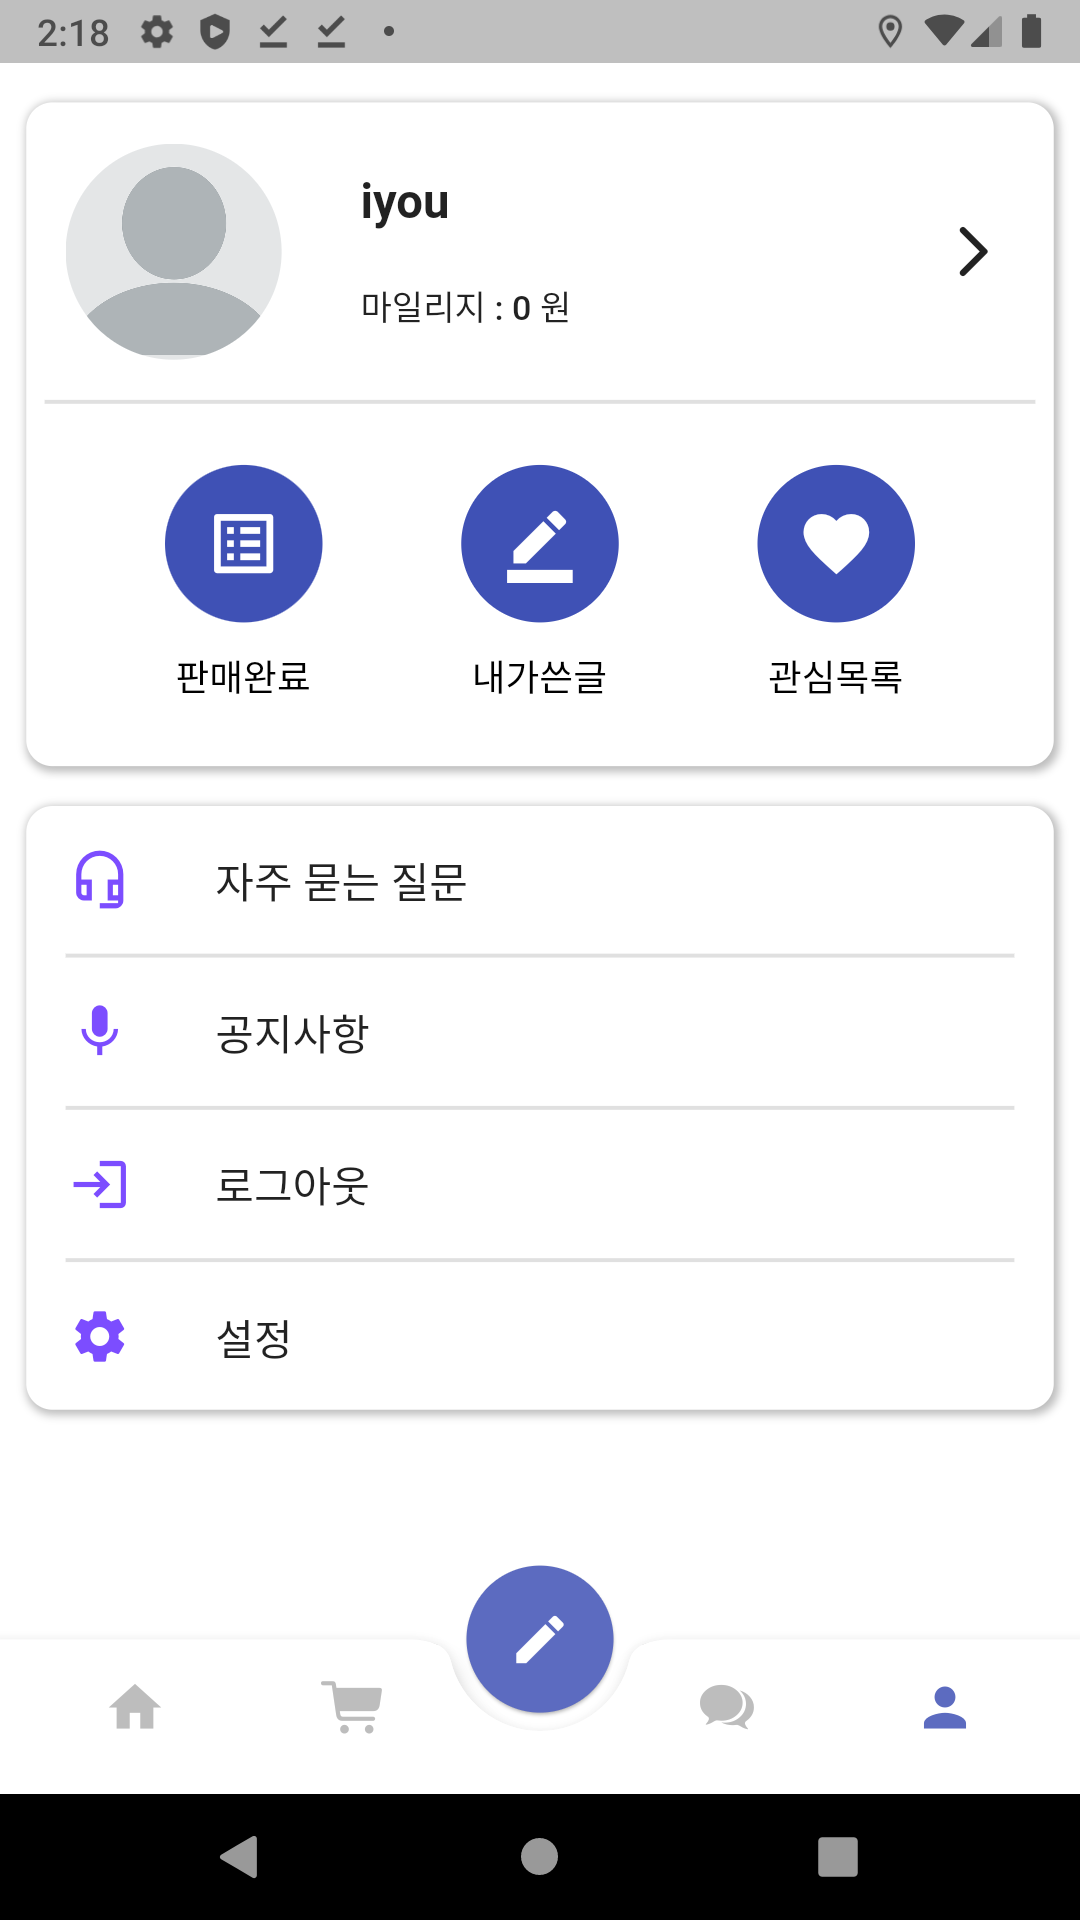 2:18
iyou
마일리지 : 0 원
판매완료
내가쓴글
관심목록
자주 묻는 질문
공지사항
로그아웃
설정